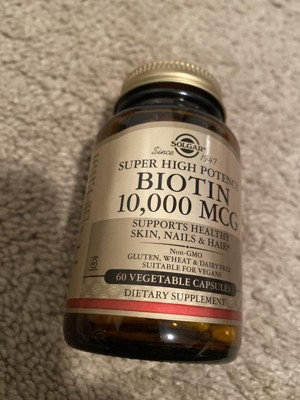 SOLGAR
Since 1947
SUPER HIGH POTENCY
BIOTIN
10,000 MCG
SUPPORTS HEALTHY
SKIN, NAILS & HAIR*
Non-GMO
GLUTEN, WHEAT & DAIRY FREE
SUITABLE FOR VEGANS
60 VEGETABLE CAPSULES
DIETARY SUPPLEMENT